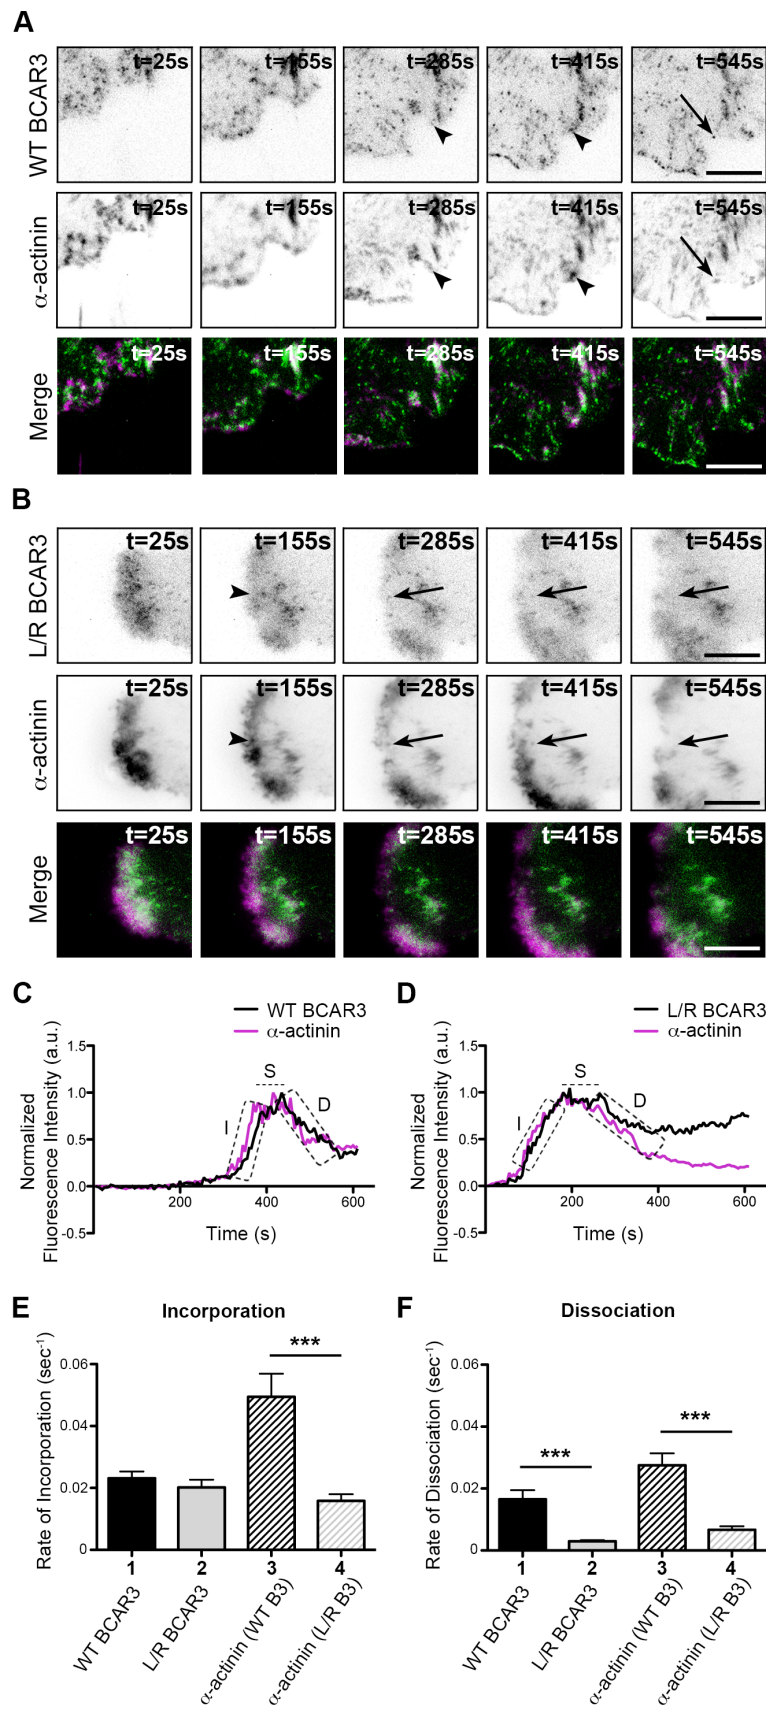 A
WT BCAR3
t=25s
t=155s
t=285s
t=415s
t=545s
α-actinin
t=25s
t=155s
t=285s
t=415s
t=545s
Merge
t=25s
t=155s
t=285s
t=415s
t=545s
B
L/R BCAR3
t=25s
t=155s
t=285s
t=415s
t=545s
α-actinin
t=25s
t=155s
t=285s
t=415s
t=545s
Merge
t=25s
t=155s
t=285s
t=415s
t=545s
C
WT BCAR3
α-actinin
Normalized
Fluorescence Intensity (a.u.)
1.5
1.0
0.5
0.0
-0.5
I
S
D
200
400
600
Time (s)
D
L/R BCAR3
α-actinin
Normalized
Fluorescence Intensity (a.u.)
1.5
1.0
0.5
0.0
-0.5
I
S
D
200
400
600
Time (s)
E
Incorporation
Rate of Incorporation (sec⁻¹)
0.06
0.04
0.02
0
***
1
2
3
4
WT BCAR3
L/R BCAR3
α-actinin (WT B3)
α-actinin (L/R B3)
F
Dissociation
Rate of Dissociation (sec⁻¹)
0.06
0.04
0.02
0
***
***
1
2
3
4
WT BCAR3
L/R BCAR3
α-actinin (WT B3)
α-actinin (L/R B3)